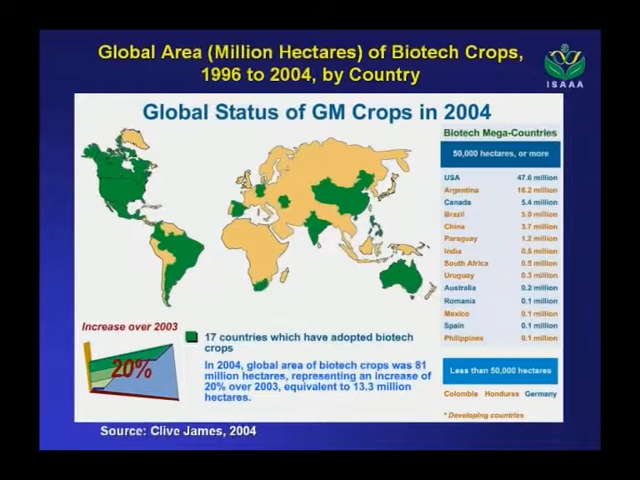 Global Area (Million Hectares) of Biotech Crops,
1996 to 2004, by Country
ISAAA
Global Status of GM Crops in 2004
Biotech Mega-Countries
50,000 hectares, or more
USA 47.6 million
Argentina 16.2 million
Canada 5.4 million
Brazil 5.0 million
China 3.7 million
Paraguay 1.2 million
India 0.5 million
South Africa 0.5 million
Uruguay 0.3 million
Australia 0.2 million
Romania 0.1 million
Mexico 0.1 million
Spain 0.1 million
Philippines 0.1 million
Increase over 2003
20%
17 countries which have adopted biotech
crops
In 2004, global area of biotech crops was 81
million hectares, representing an increase of
20% over 2003, equivalent to 13.3 million
hectares.
Less than 50,000 hectares
Colombia Honduras Germany
* Developing countries
Source: Clive James, 2004